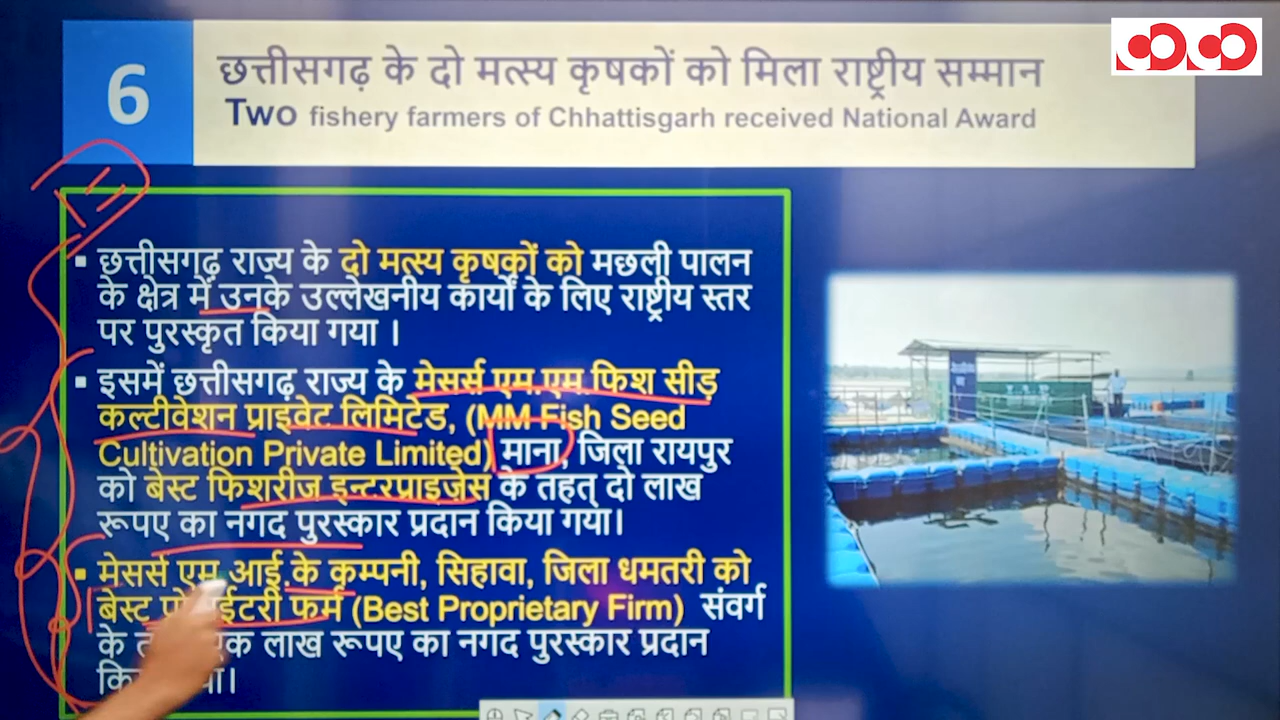 6
छत्तीसगढ़ के दो मत्स्य कृषकों को मिला राष्ट्रीय सम्मान
Two fishery farmers of Chhattisgarh received National Award
▪ छत्तीसगढ़ राज्य के दो मत्स्य कृषकों को मछली पालन
के क्षेत्र में उनके उल्लेखनीय कार्यों के लिए राष्ट्रीय स्तर
पर पुरस्कृत किया गया ।
▪ इसमें छत्तीसगढ़ राज्य के मेसर्स एम.एम फिश सीड़
कल्टीवेशन प्राइवेट लिमिटेड, (MM Fish Seed
Cultivation Private Limited) माना, जिला रायपुर
को बेस्ट फिशरीज इन्टरप्राइजेस के तहत् दो लाख
रूपए का नगद पुरस्कार प्रदान किया गया।
▪ मेसर्स एम.आई.के कम्पनी, सिहावा, जिला धमतरी को
बेस्ट फर्म (Best Proprietary Firm) संवर्ग
के लाख रूपए का नगद पुरस्कार प्रदान